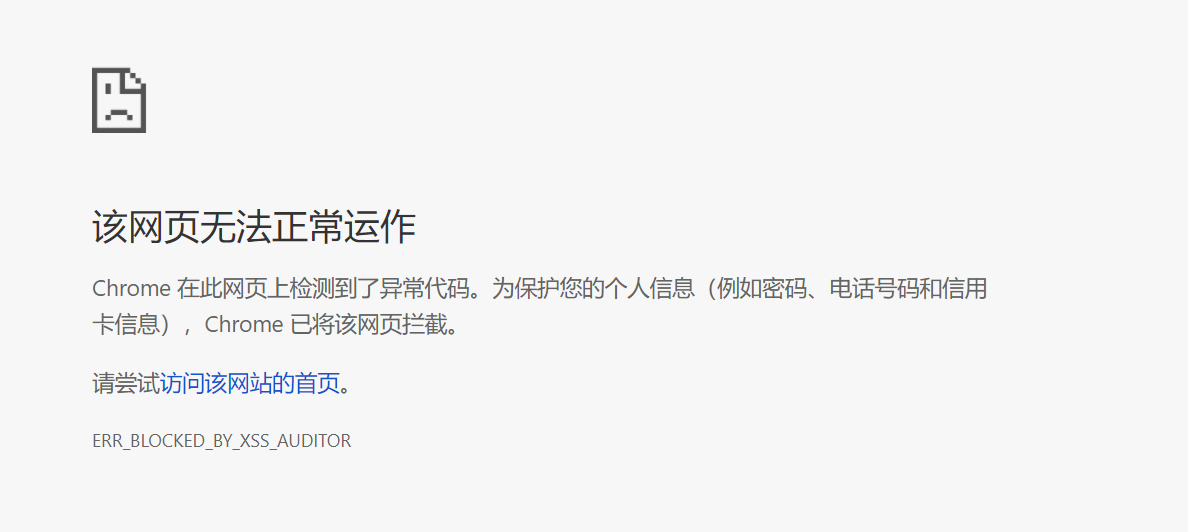 该网页无法正常运作
Chrome 在此网页上检测到了异常代码。为保护您的个人信息（例如密码、电话号码和信用
卡信息），Chrome 已将该网页拦截。
请尝试访问该网站的首页。
ERR_BLOCKED_BY_XSS_AUDITOR